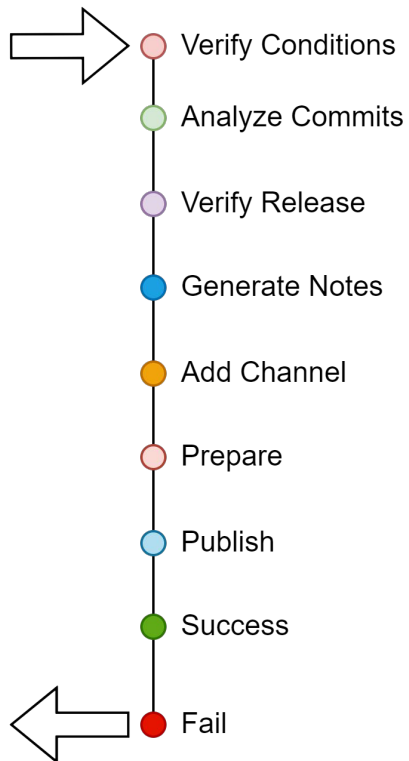 Verify Conditions
Analyze Commits
Verify Release
Generate Notes
Add Channel
Prepare
Publish
Success
Fail